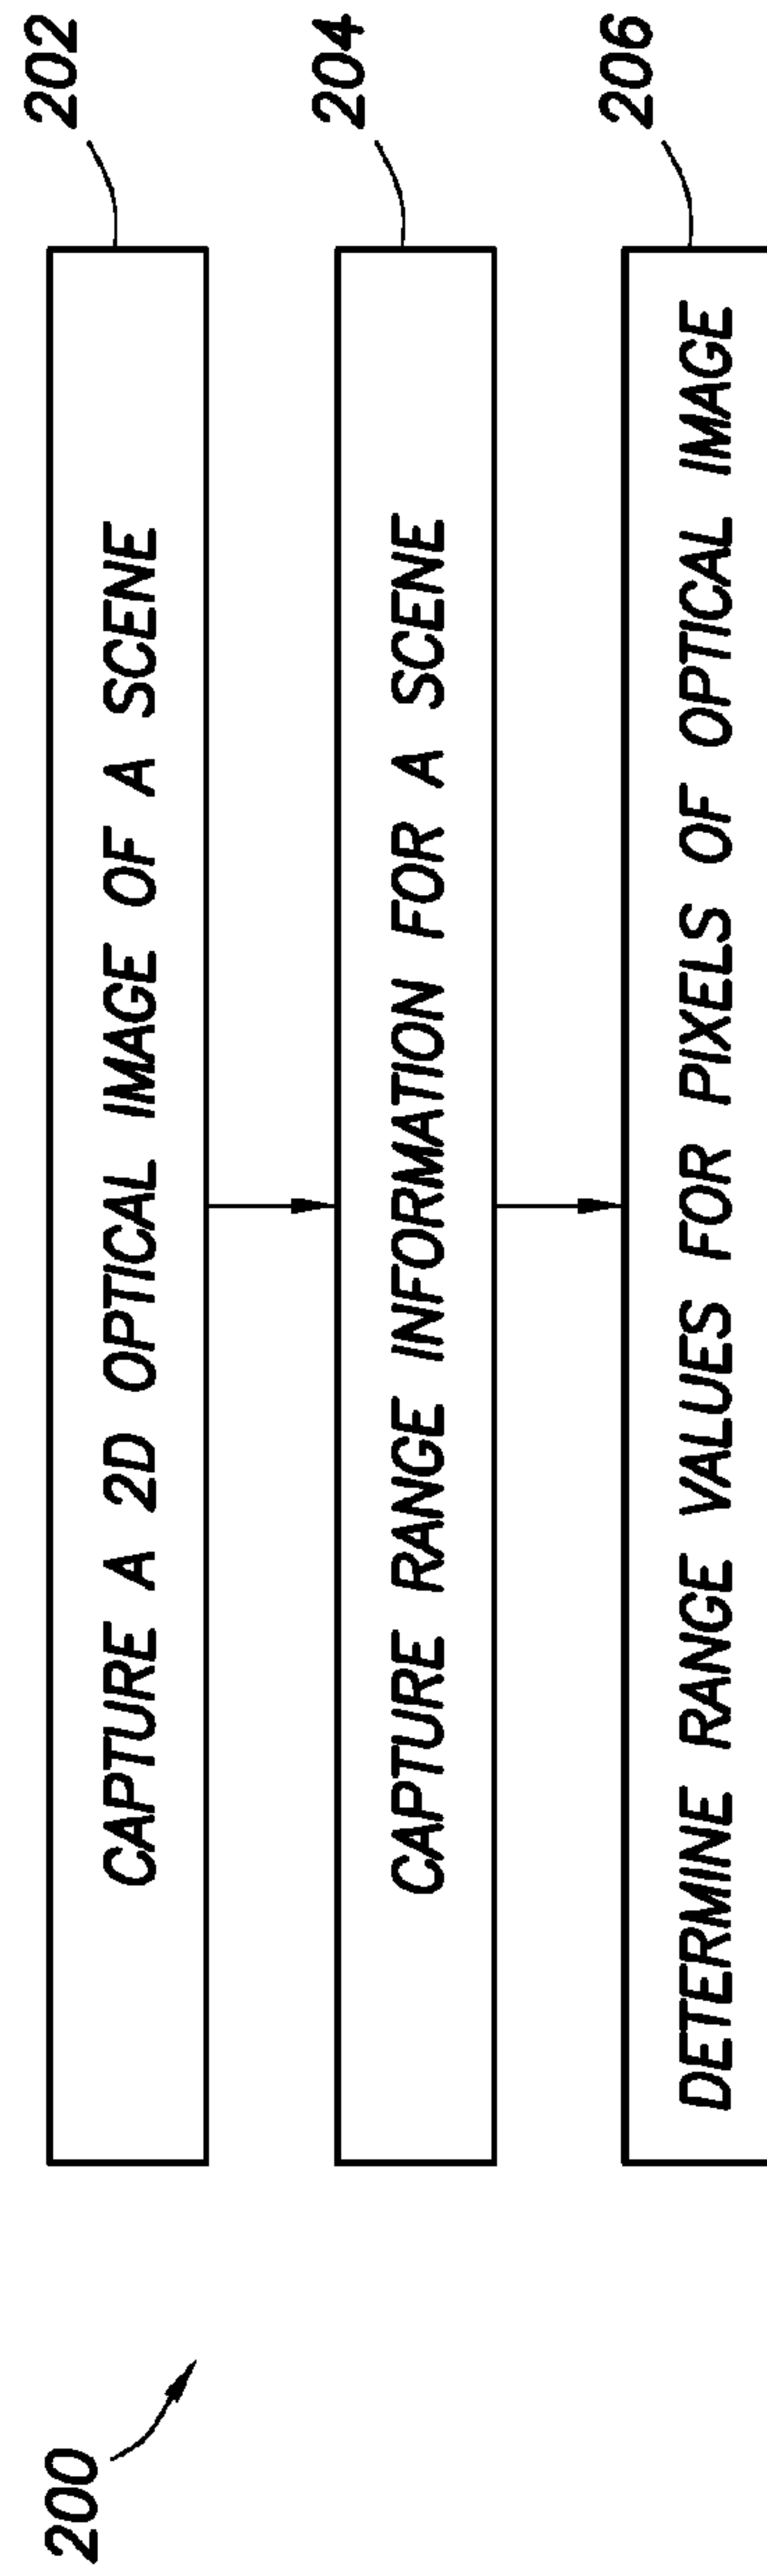 200
CAPTURE A 2D OPTICAL IMAGE OF A SCENE
202
CAPTURE RANGE INFORMATION FOR A SCENE
204
DETERMINE RANGE VALUES FOR PIXELS OF OPTICAL IMAGE
206